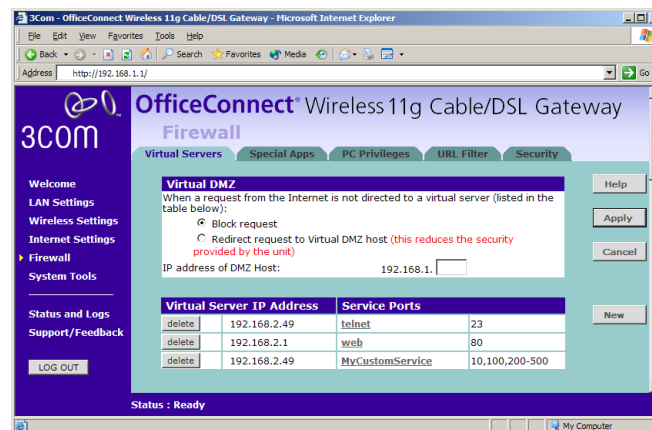 3Com - OfficeConnect Wireless 11g Cable/DSL Gateway - Microsoft Internet Explorer
File Edit View Favorites Tools Help
Back Search Favorites Media
Address http://192.168.1.1/ Go
3COM
OfficeConnect® Wireless 11g Cable/DSL Gateway
Firewall
Virtual Servers Special Apps PC Privileges URL Filter Security
Welcome
LAN Settings
Wireless Settings
Internet Settings
Firewall
System Tools
Status and Logs
Support/Feedback
LOG OUT
Virtual DMZ
When a request from the Internet is not directed to a virtual server (listed in the
table below):
Block request
Redirect request to Virtual DMZ host (this reduces the security
provided by the unit)
IP address of DMZ Host: 192.168.1.
Help
Apply
Cancel
New
Virtual Server IP Address Service Ports
delete 192.168.2.49 telnet 23
delete 192.168.2.1 web 80
delete 192.168.2.49 MyCustomService 10,100,200-500
Status : Ready
My Computer